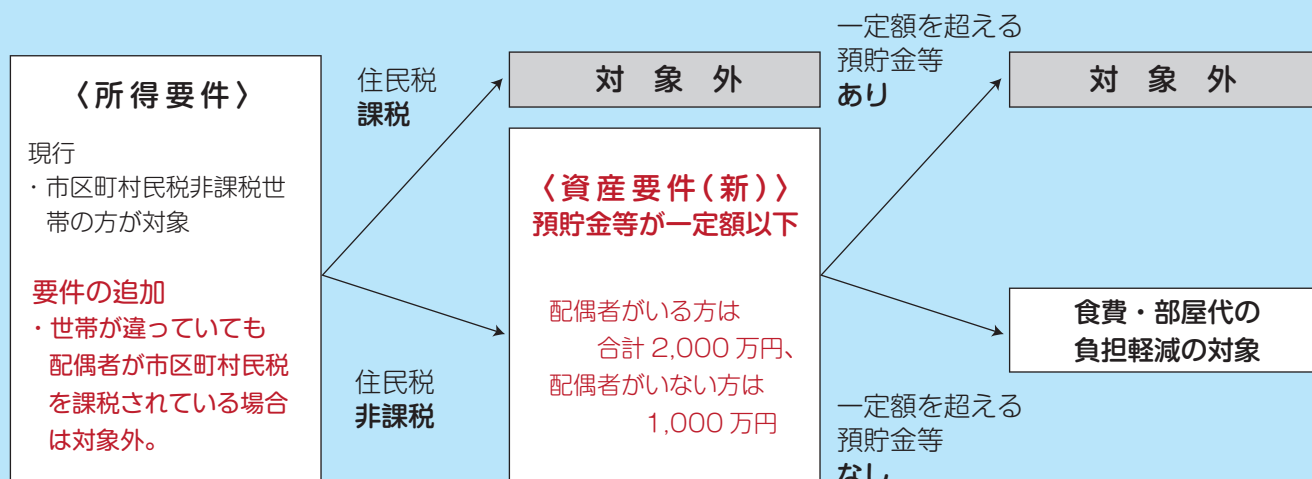 〈所得要件〉
現行
・市区町村民税非課税世
帯の方が対象
要件の追加
・世帯が違っていても
配偶者が市区町村民税
を課税されている場合
は対象外。
住民税
課税
住民税
非課税
対象外
〈資産要件（新）〉
預貯金等が一定額以下
配偶者がいる方は
合計 2,000 万円、
配偶者がいない方は
1,000 万円
一定額を超える
預貯金等
あり
一定額を超える
預貯金等
なし
対象外
食費・部屋代の
負担軽減の対象